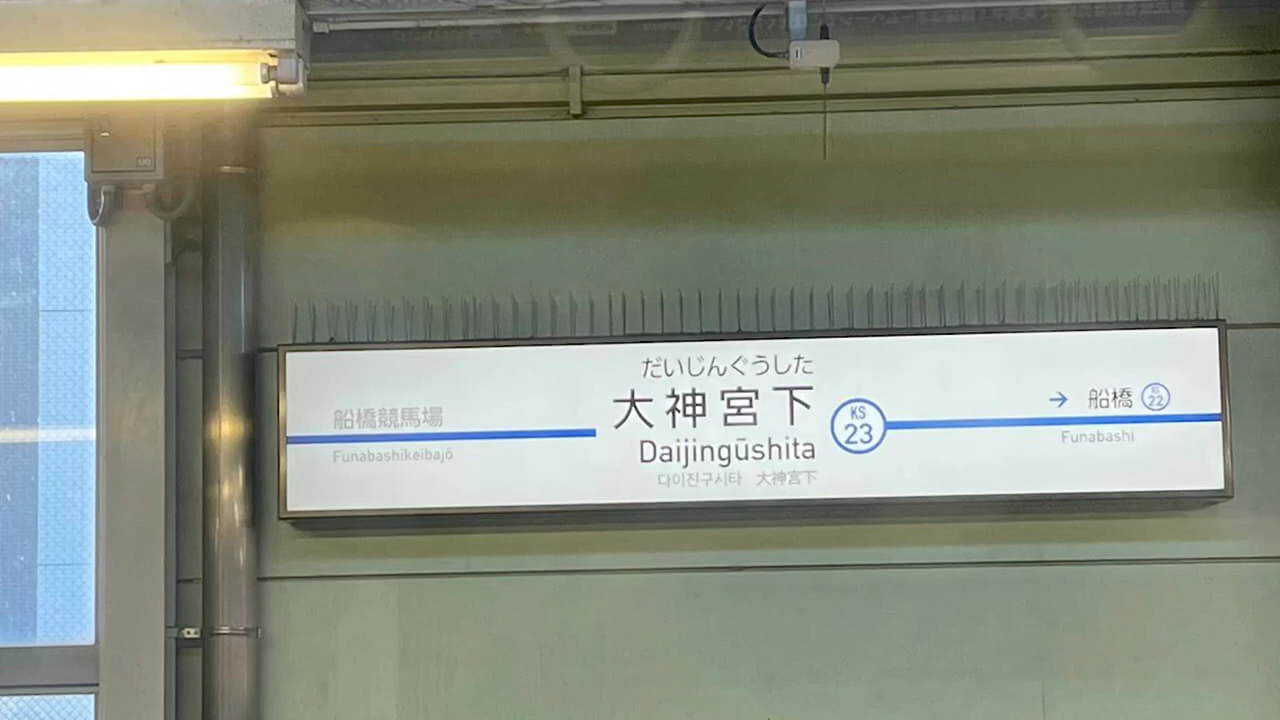 だいじんぐうした
大神宮下
Daijingūshita
다이진구시타 大神宮下
KS
23
船橋競馬場
Funabashikeibajō
→ 船橋
KS
22
Funabashi